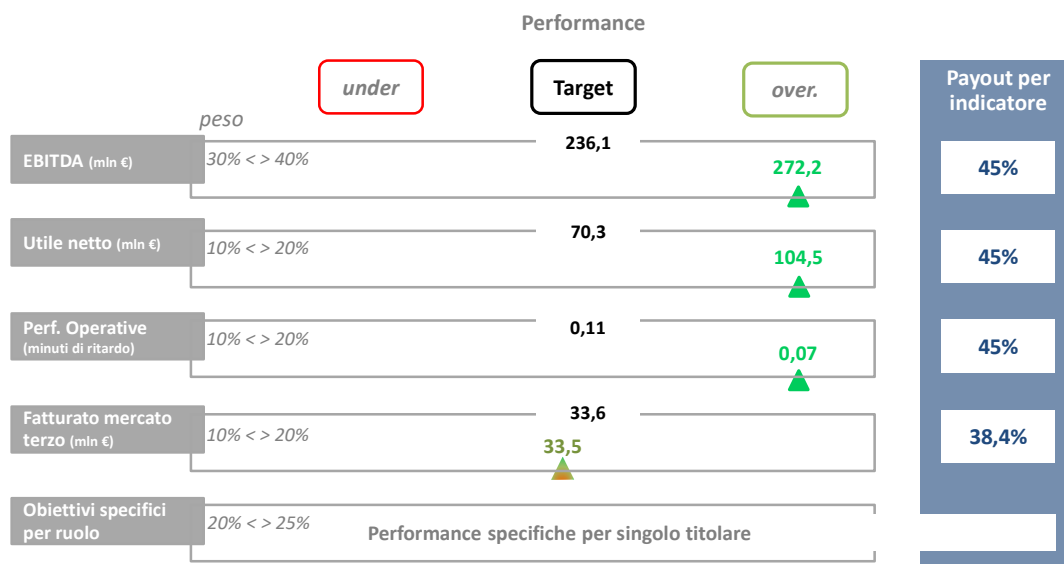 Performance
under
Target
over.
Payout per
indicatore
peso
EBITDA (mln €)
30% < > 40%
236,1
272,2
45%
Utile netto (mln €)
10% < > 20%
70,3
104,5
45%
Perf. Operative
(minuti di ritardo)
10% < > 20%
0,11
0,07
45%
Fatturato mercato
terzo (mln €)
10% < > 20%
33,6
33,5
38,4%
Obiettivi specifici
per ruolo
20% < > 25%
Performance specifiche per singolo titolare